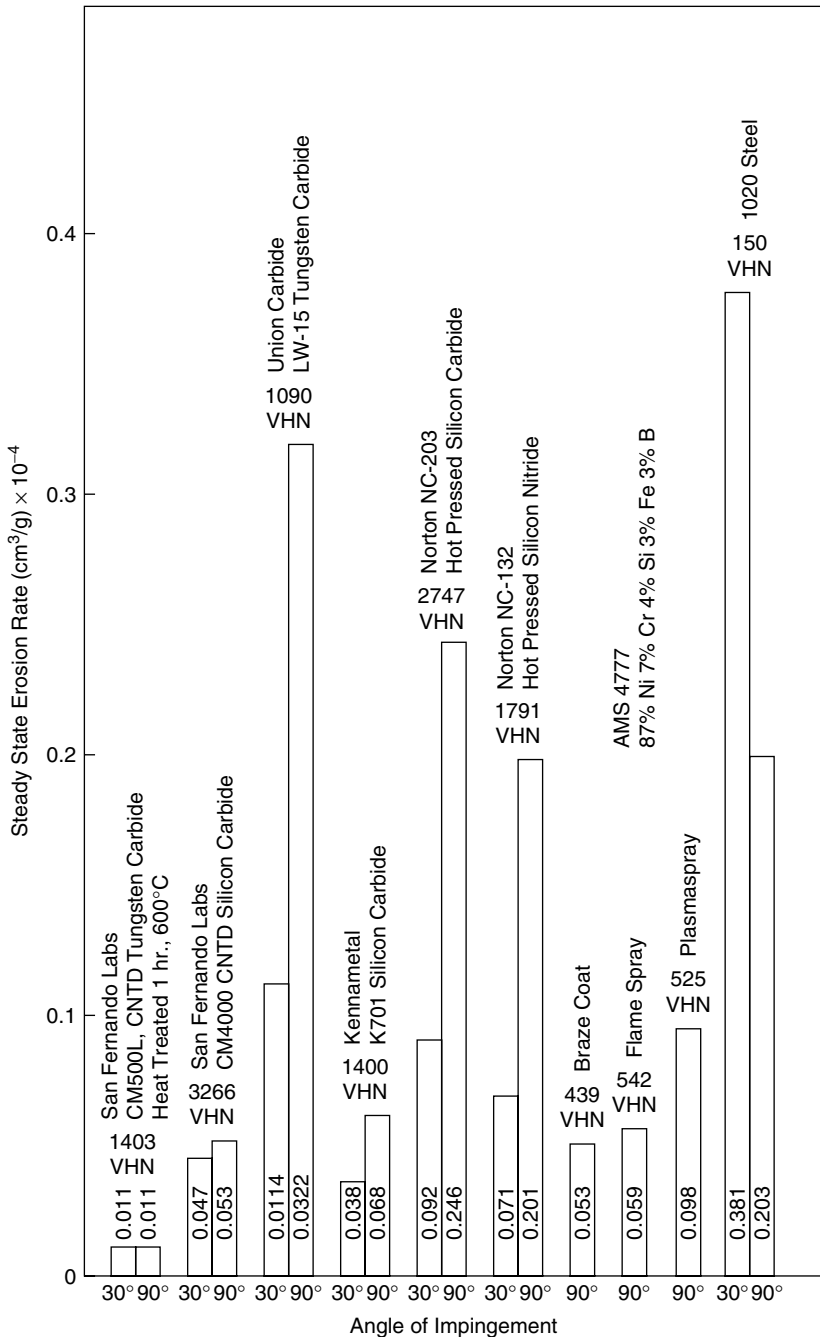 Steady State Erosion Rate (cm³/g) × 10⁻⁴
0.4
0.3
0.2
0.1
0
San Fernando Labs
CM500L, CNTD Tungsten Carbide
Heat Treated 1 hr., 600°C
1403
VHN
0.011
0.011
San Fernando Labs
CM4000 CNTD Silicon Carbide
3266
VHN
0.047
0.053
Union Carbide
LW-15 Tungsten Carbide
1090
VHN
0.0114
0.0322
Kennametal
K701 Silicon Carbide
1400
VHN
0.038
0.068
Norton NC-203
Hot Pressed Silicon Carbide
2747
VHN
0.092
0.246
Norton NC-132
Hot Pressed Silicon Nitride
1791
VHN
0.071
0.201
AMS 4777
87% Ni 7% Cr 4% Si 3% Fe 3% B
Braze Coat
439
VHN
0.053
Flame Spray
542
VHN
0.059
Plasmaspray
525
VHN
0.098
1020 Steel
150
VHN
0.381
0.203
30° 90° 30° 90° 30° 90° 30° 90° 30° 90° 30° 90° 90° 90° 90° 30° 90°
Angle of Impingement